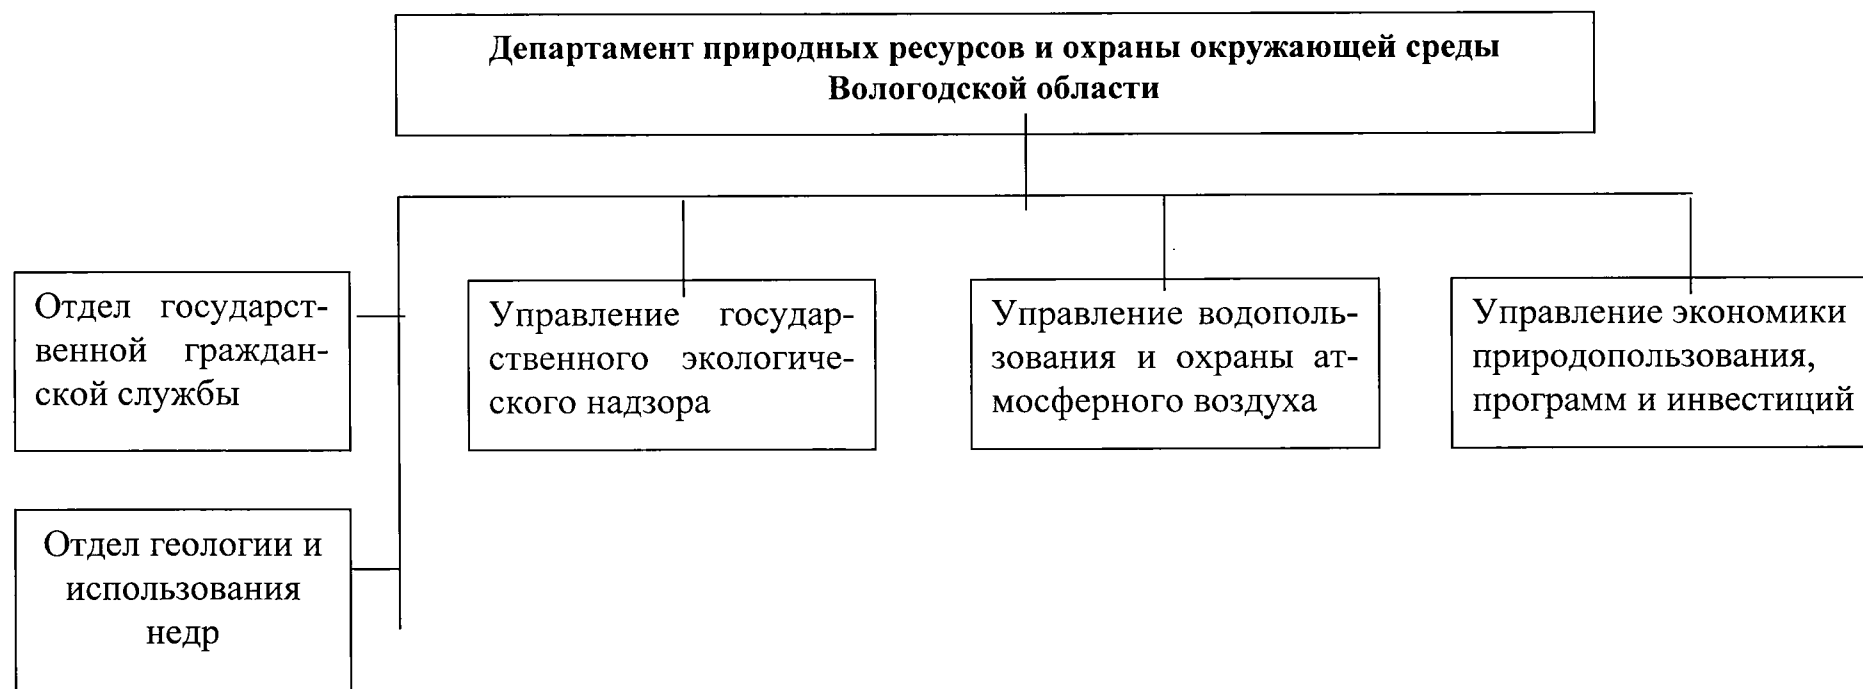 Департамент природных ресурсов и охраны окружающей среды
Вологодской области
Отдел государст-
венной граждан-
ской службы
Управление государ-
ственного экологиче-
ского надзора
Управление водополь-
зования и охраны ат-
мосферного воздуха
Управление экономики
природопользования,
программ и инвестиций
Отдел геологии и
использования
недр